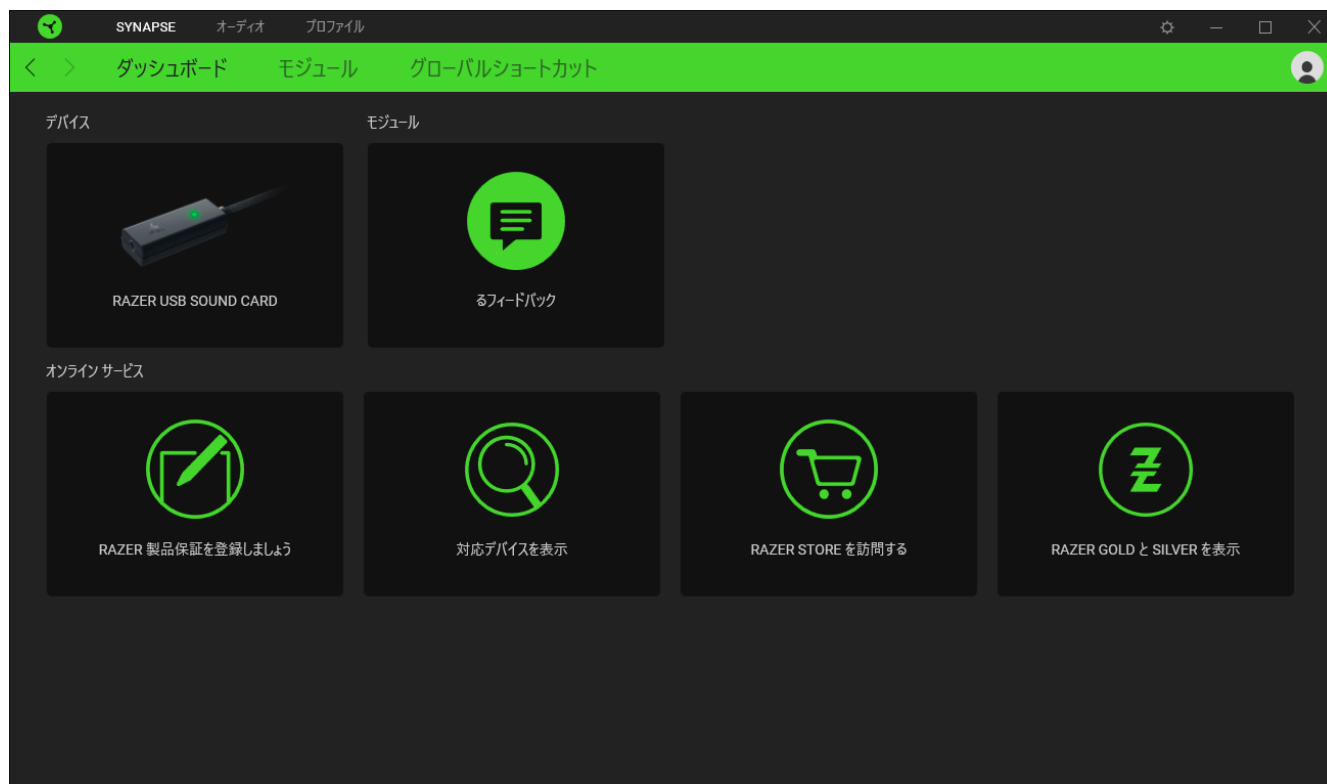 SYNAPSE オーディオ プロファイル
ダッシュボード モジュール グローバルショートカット
デバイス モジュール
RAZER USB SOUND CARD
るフィードバック
オンライン サービス
RAZER 製品保証を登録しましょう
対応デバイスを表示
RAZER STORE を訪問する
RAZER GOLD と SILVER を表示